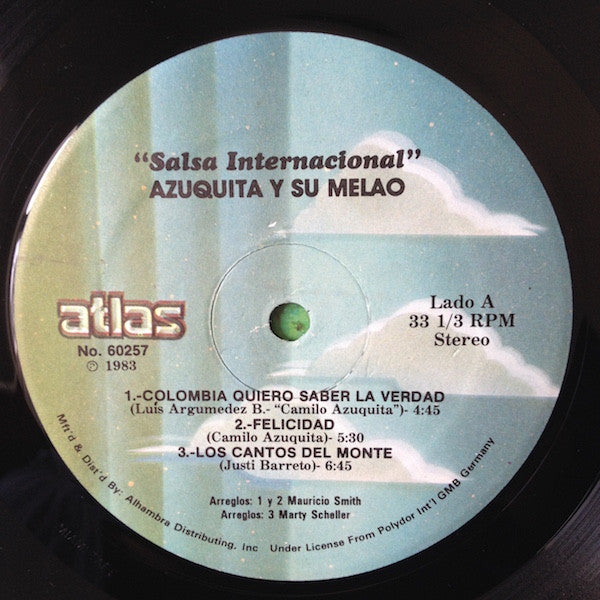 "Salsa Internacional"
AZUQUITA Y SU MELAO
atlas
No. 60257
℗ 1983
Lado A
33 1/3 RPM
Stereo
1.-COLOMBIA QUIERO SABER LA VERDAD
(Luis Argumedez B.- "Camilo Azuquita")- 4:45
2.-FELICIDAD
(Camilo Azuquita)- 5:30
3.-LOS CANTOS DEL MONTE
(Justi Barreto)- 6:45
Arreglos: 1 y 2 Mauricio Smith
Arreglos: 3 Marty Scheller
Mft'd & Dist'd By: Alhambra Distributing, Inc Under License From Polydor Int'l GMB Germany